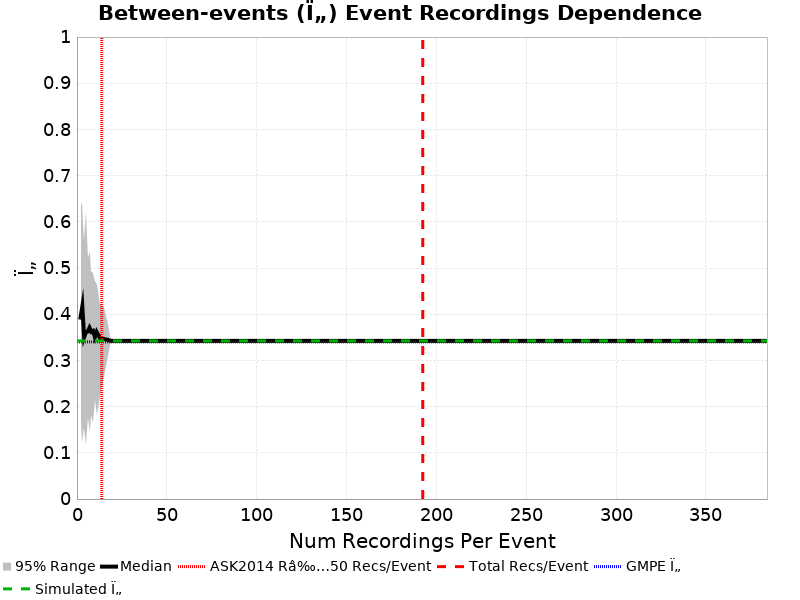 Between-events (Ï„) Event Recordings Dependence
1
0.9
0.8
0.7
0.6
0.5
0.4
0.3
0.2
0.1
0
Ï„
0 50 100 150 200 250 300 350
Num Recordings Per Event
95% Range Median ASK2014 Râ‰…50 Recs/Event Total Recs/Event GMPE Ï„
Simulated Ï„